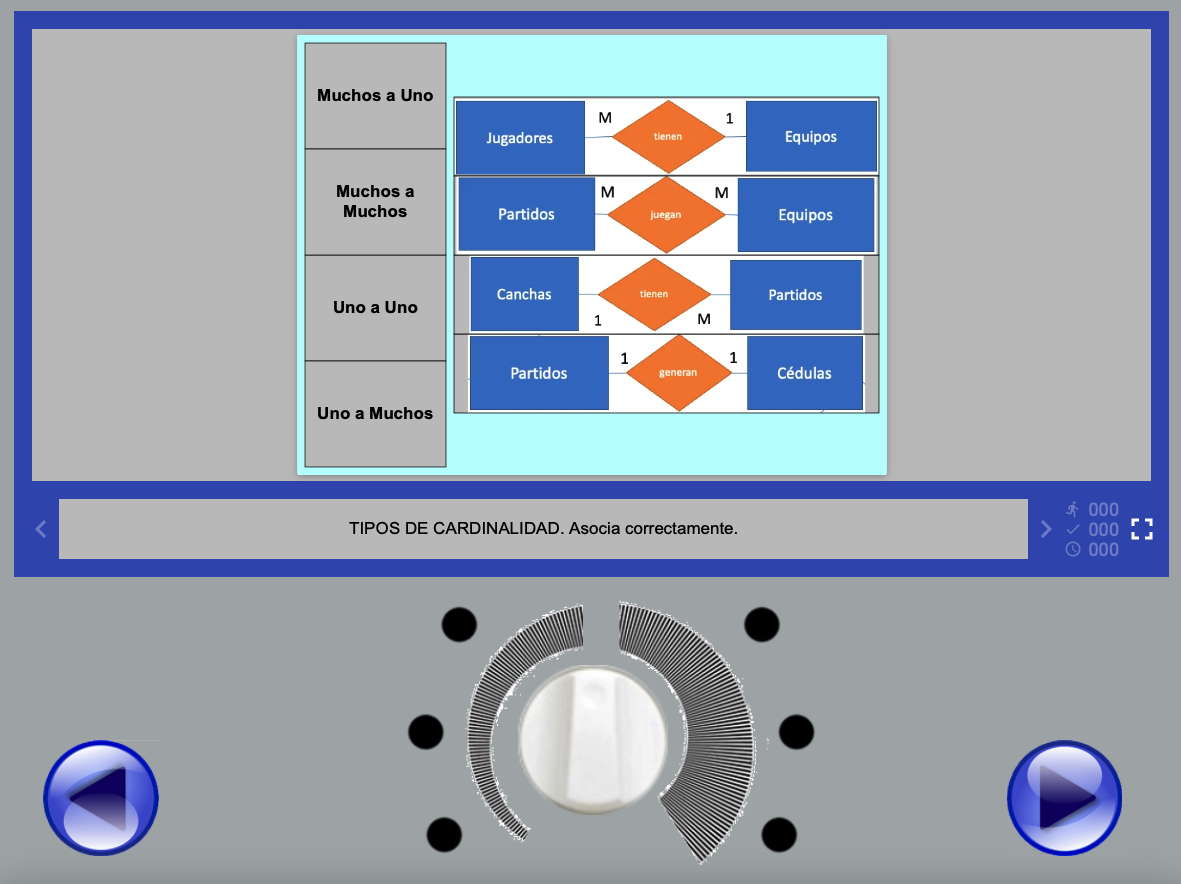 Muchos a Uno
Muchos a
Muchos
Uno a Uno
Uno a Muchos
Jugadores M tienen 1 Equipos
Partidos M juegan M Equipos
Canchas 1 tienen M Partidos
Partidos 1 generan 1 Cédulas
TIPOS DE CARDINALIDAD. Asocia correctamente.
000
000
000